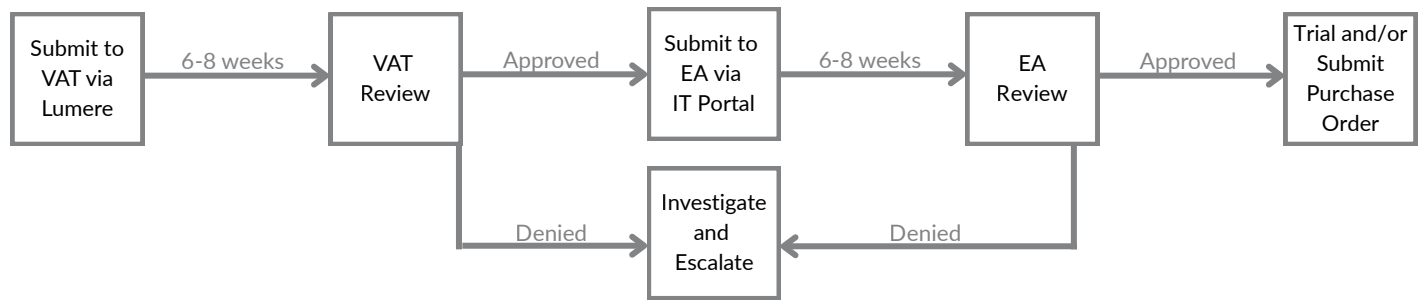 Submit to
VAT via
Lumere
6-8 weeks
VAT
Review
Approved
Submit to
EA via
IT Portal
6-8 weeks
EA
Review
Approved
Trial and/or
Submit
Purchase
Order
Denied
Investigate
and
Escalate
Denied